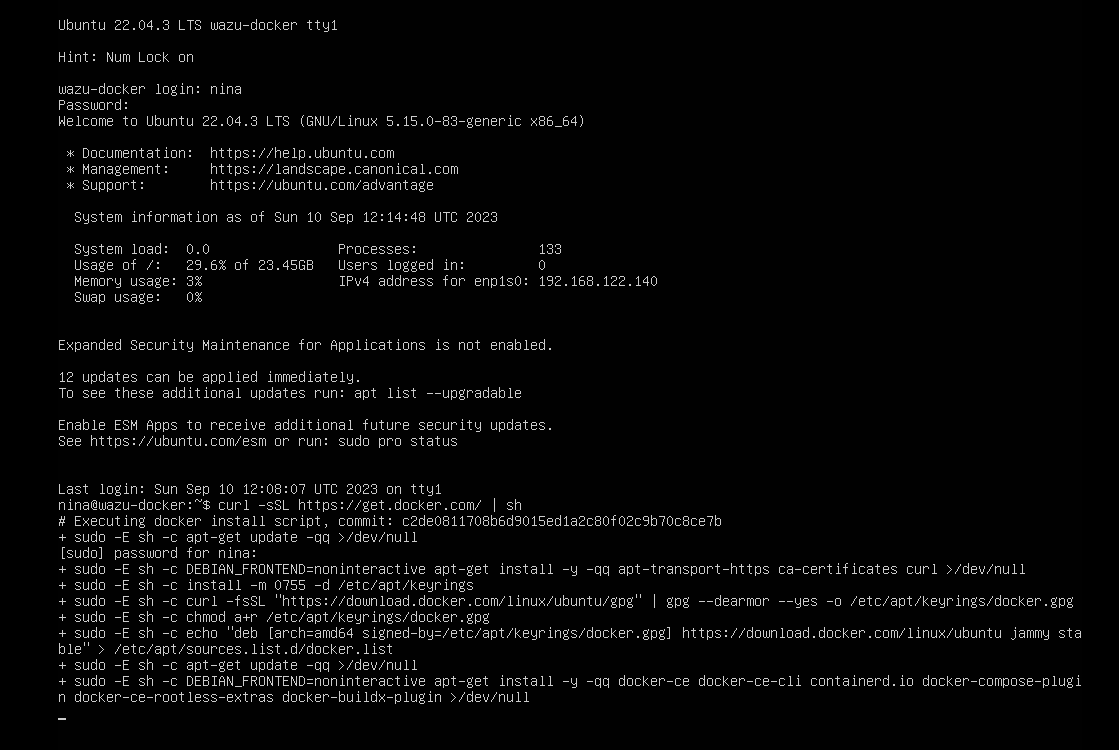 Ubuntu 22.04.3 LTS wazu-docker tty1
Hint: Num Lock on
wazu-docker login: nina
Password:
Welcome to Ubuntu 22.04.3 LTS (GNU/Linux 5.15.0-83-generic x86_64)
* Documentation:  https://help.ubuntu.com
* Management:     https://landscape.canonical.com
* Support:        https://ubuntu.com/advantage
System information as of Sun 10 Sep 12:14:48 UTC 2023
System load:  0.0                Processes:               133
Usage of /:   29.6% of 23.45GB   Users logged in:         0
Memory usage: 3%                 IPv4 address for enp1s0: 192.168.122.140
Swap usage:   0%
Expanded Security Maintenance for Applications is not enabled.
12 updates can be applied immediately.
To see these additional updates run: apt list --upgradable
Enable ESM Apps to receive additional future security updates.
See https://ubuntu.com/esm or run: sudo pro status
Last login: Sun Sep 10 12:08:07 UTC 2023 on tty1
nina@wazu-docker:~$ curl -sSL https://get.docker.com/ | sh
# Executing docker install script, commit: c2de0811708b6d9015ed1a2c80f02c9b70c8ce7b
+ sudo -E sh -c apt-get update -qq >/dev/null
[sudo] password for nina:
+ sudo -E sh -c DEBIAN_FRONTEND=noninteractive apt-get install -y -qq apt-transport-https ca-certificates curl >/dev/null
+ sudo -E sh -c install -m 0755 -d /etc/apt/keyrings
+ sudo -E sh -c curl -fsSL "https://download.docker.com/linux/ubuntu/gpg" | gpg --dearmor --yes -o /etc/apt/keyrings/docker.gpg
+ sudo -E sh -c chmod a+r /etc/apt/keyrings/docker.gpg
+ sudo -E sh -c echo "deb [arch=amd64 signed-by=/etc/apt/keyrings/docker.gpg] https://download.docker.com/linux/ubuntu jammy sta
ble" > /etc/apt/sources.list.d/docker.list
+ sudo -E sh -c apt-get update -qq >/dev/null
+ sudo -E sh -c DEBIAN_FRONTEND=noninteractive apt-get install -y -qq docker-ce docker-ce-cli containerd.io docker-compose-plugi
n docker-ce-rootless-extras docker-buildx-plugin >/dev/null